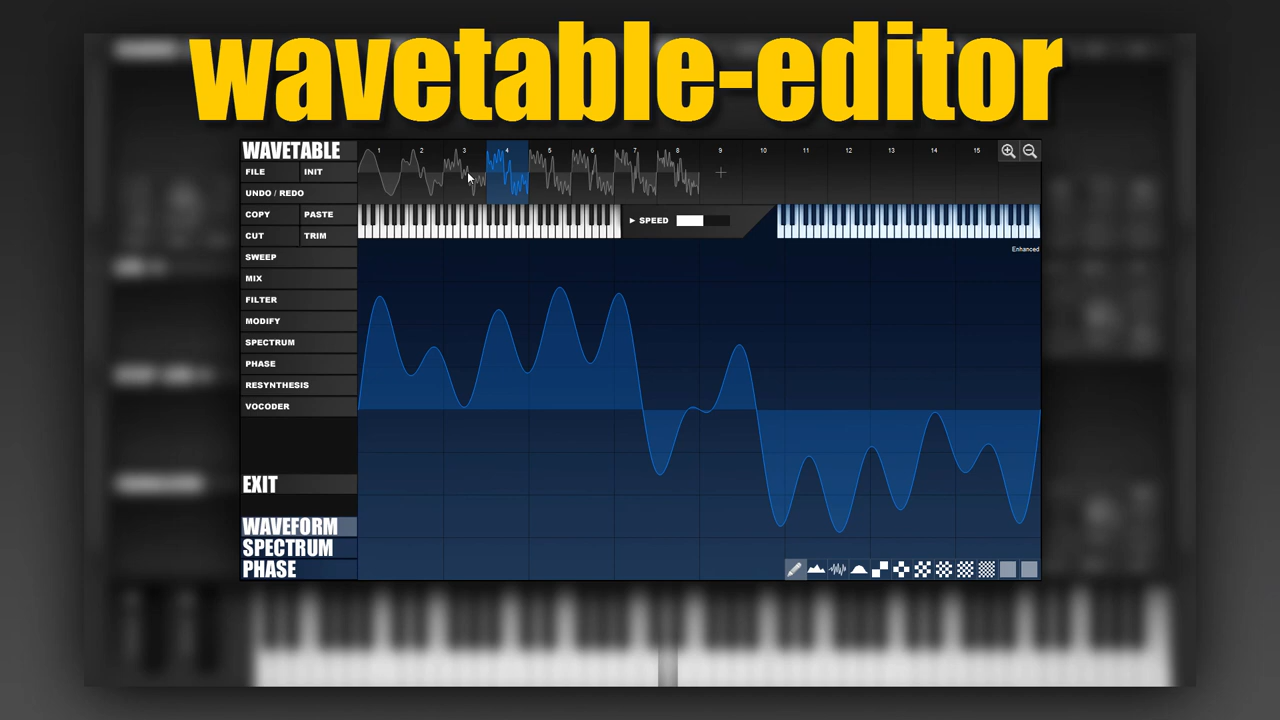 wavetable-editor
WAVETABLE
1 2 3 4 5 6 7 8 9 10 11 12 13 14 15
FILE INIT
UNDO / REDO
COPY PASTE
► SPEED
CUT TRIM
Enhanced
SWEEP
MIX
FILTER
MODIFY
SPECTRUM
PHASE
RESYNTHESIS
VOCODER
EXIT
WAVEFORM
SPECTRUM
PHASE